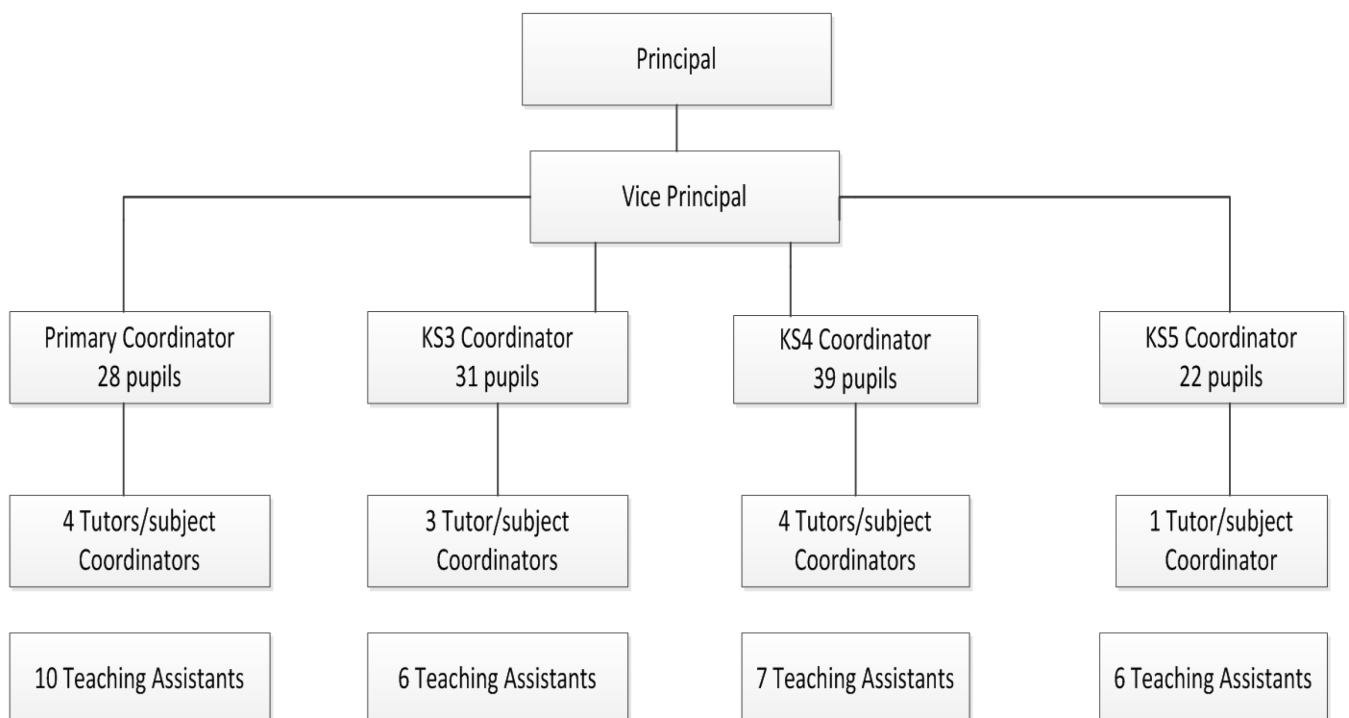 Principal
Vice Principal
Primary Coordinator
28 pupils
KS3 Coordinator
31 pupils
KS4 Coordinator
39 pupils
KS5 Coordinator
22 pupils
4 Tutors/subject
Coordinators
3 Tutor/subject
Coordinators
4 Tutors/subject
Coordinators
1 Tutor/subject
Coordinator
10 Teaching Assistants
6 Teaching Assistants
7 Teaching Assistants
6 Teaching Assistants